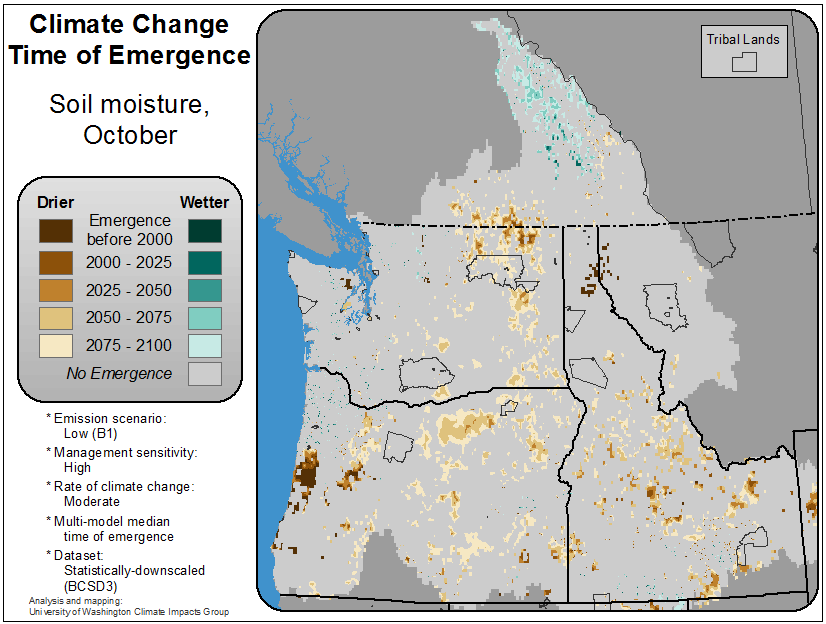 Climate Change
Time of Emergence
Soil moisture,
October
Tribal Lands
Drier
Wetter
Emergence
before 2000
2000 - 2025
2025 - 2050
2050 - 2075
2075 - 2100
No Emergence
* Emission scenario:
Low (B1)
* Management sensitivity:
High
* Rate of climate change:
Moderate
* Multi-model median
time of emergence
* Dataset:
Statistically-downscaled
(BCSD3)
Analysis and mapping:
University of Washington Climate Impacts Group